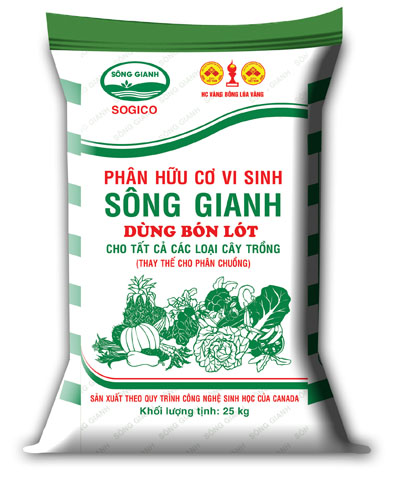 SÔNG GIANH
SOGICO
HC VÀNG BÔNG LÚA VÀNG
PHÂN HỮU CƠ VI SINH
SÔNG GIANH
DÙNG BÓN LÓT
CHO TẤT CẢ CÁC LOẠI CÂY TRỒNG
(THAY THẾ CHO PHÂN CHUỒNG)
SẢN XUẤT THEO QUY TRÌNH CÔNG NGHỆ SINH HỌC CỦA CANADA
Khối lượng tịnh: 25 kg